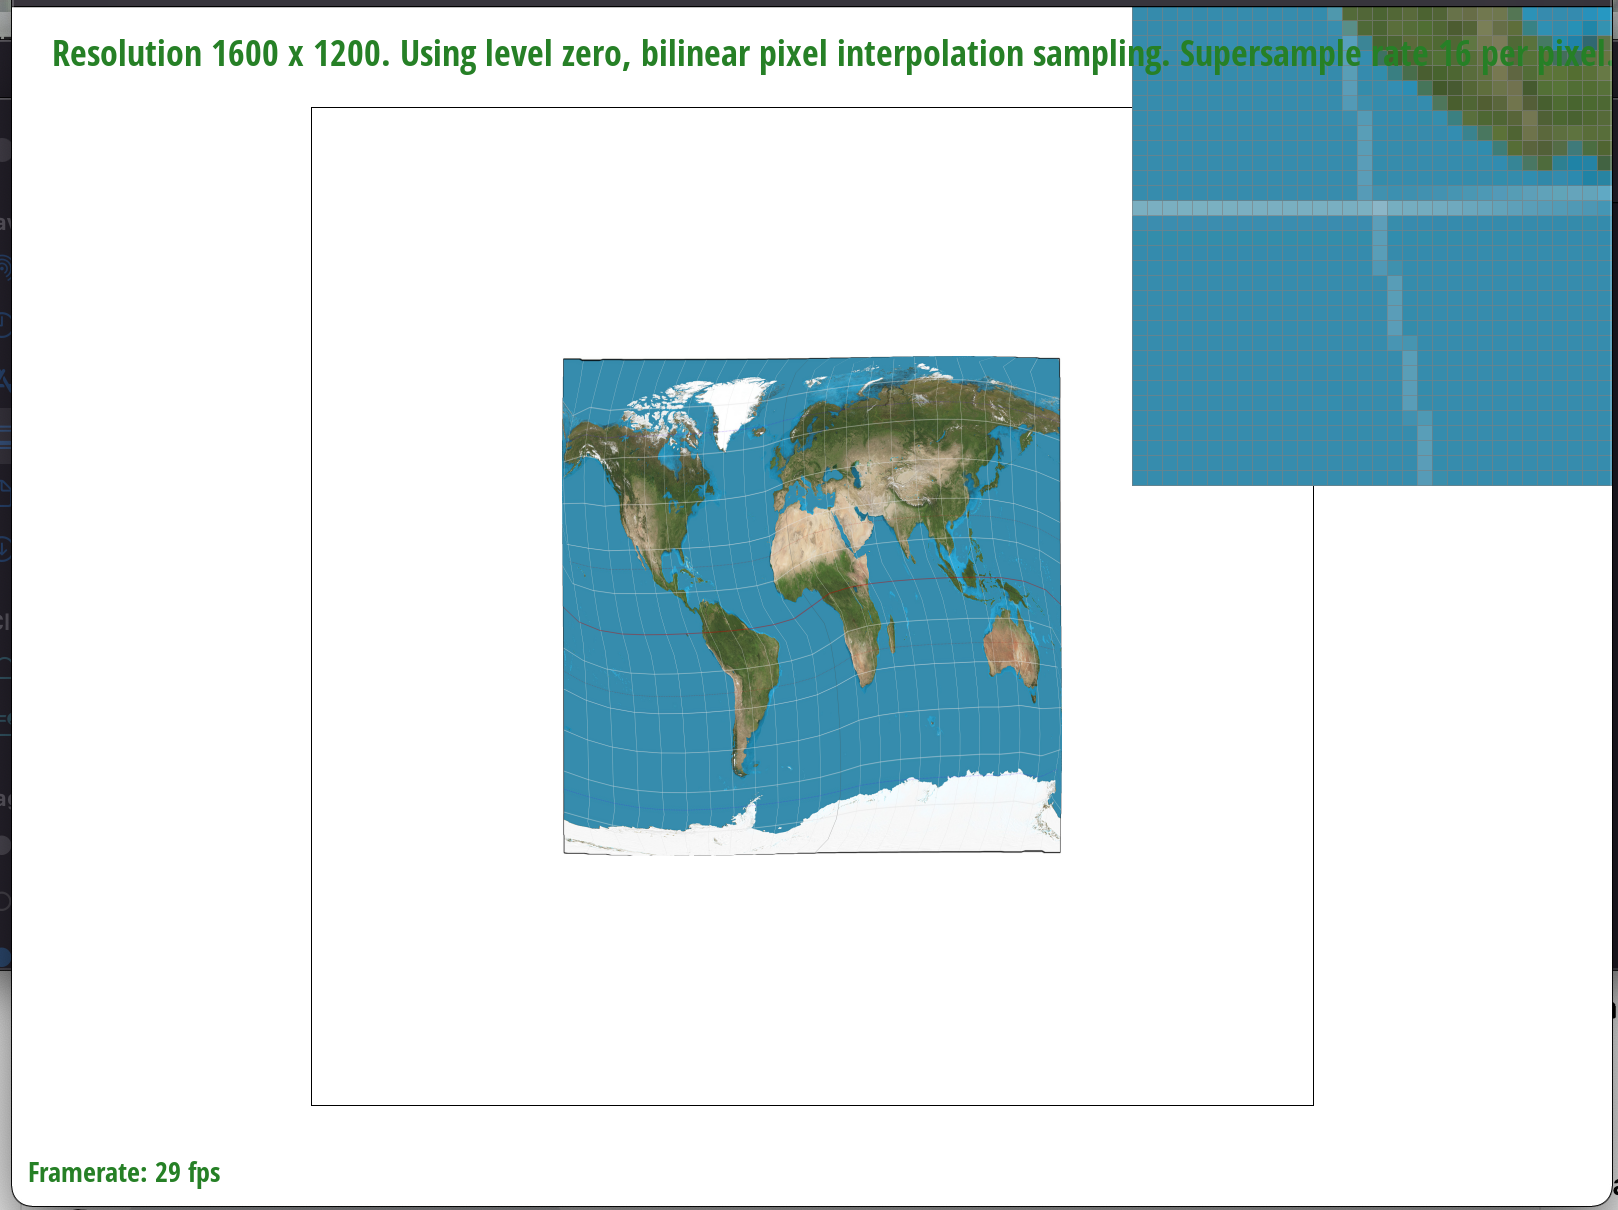 Resolution 1600 x 1200. Using level zero, bilinear pixel interpolation sampling. Supersample rate 16 per pixel.
Framerate: 29 fps